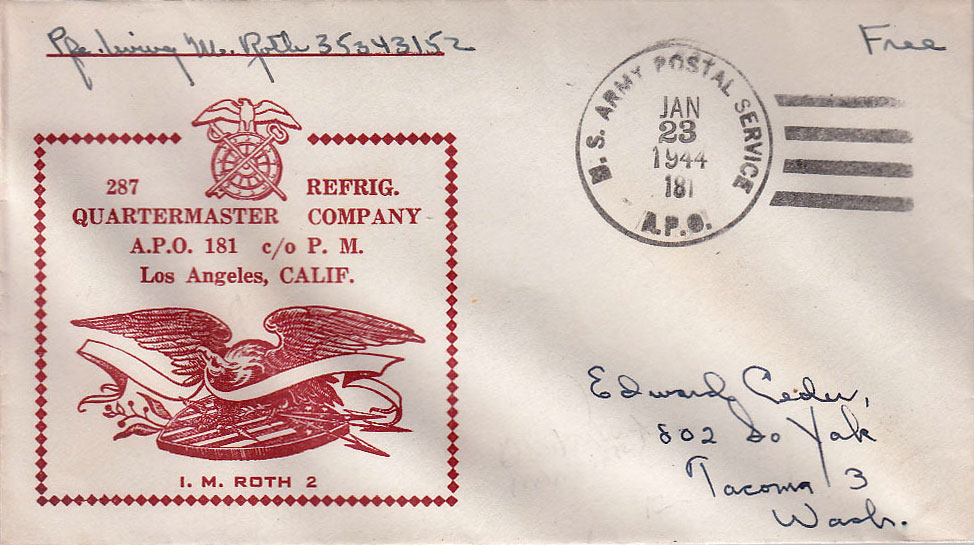 Pfc. Irving M. Roth 35343152
Free
U. S. ARMY POSTAL SERVICE
JAN
23
1944
181
A.P.O.
287 REFRIG.
QUARTERMASTER COMPANY
A.P.O. 181 c/o P. M.
Los Angeles, CALIF.
I. M. ROTH 2
Edward Ceder,
802 So Yak
Tacoma 3
Wash.